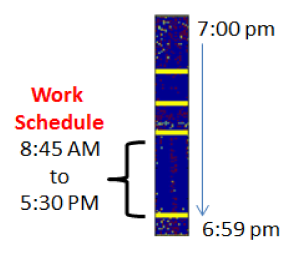 7:00 pm
Work
Schedule
8:45 AM
to
5:30 PM
6:59 pm